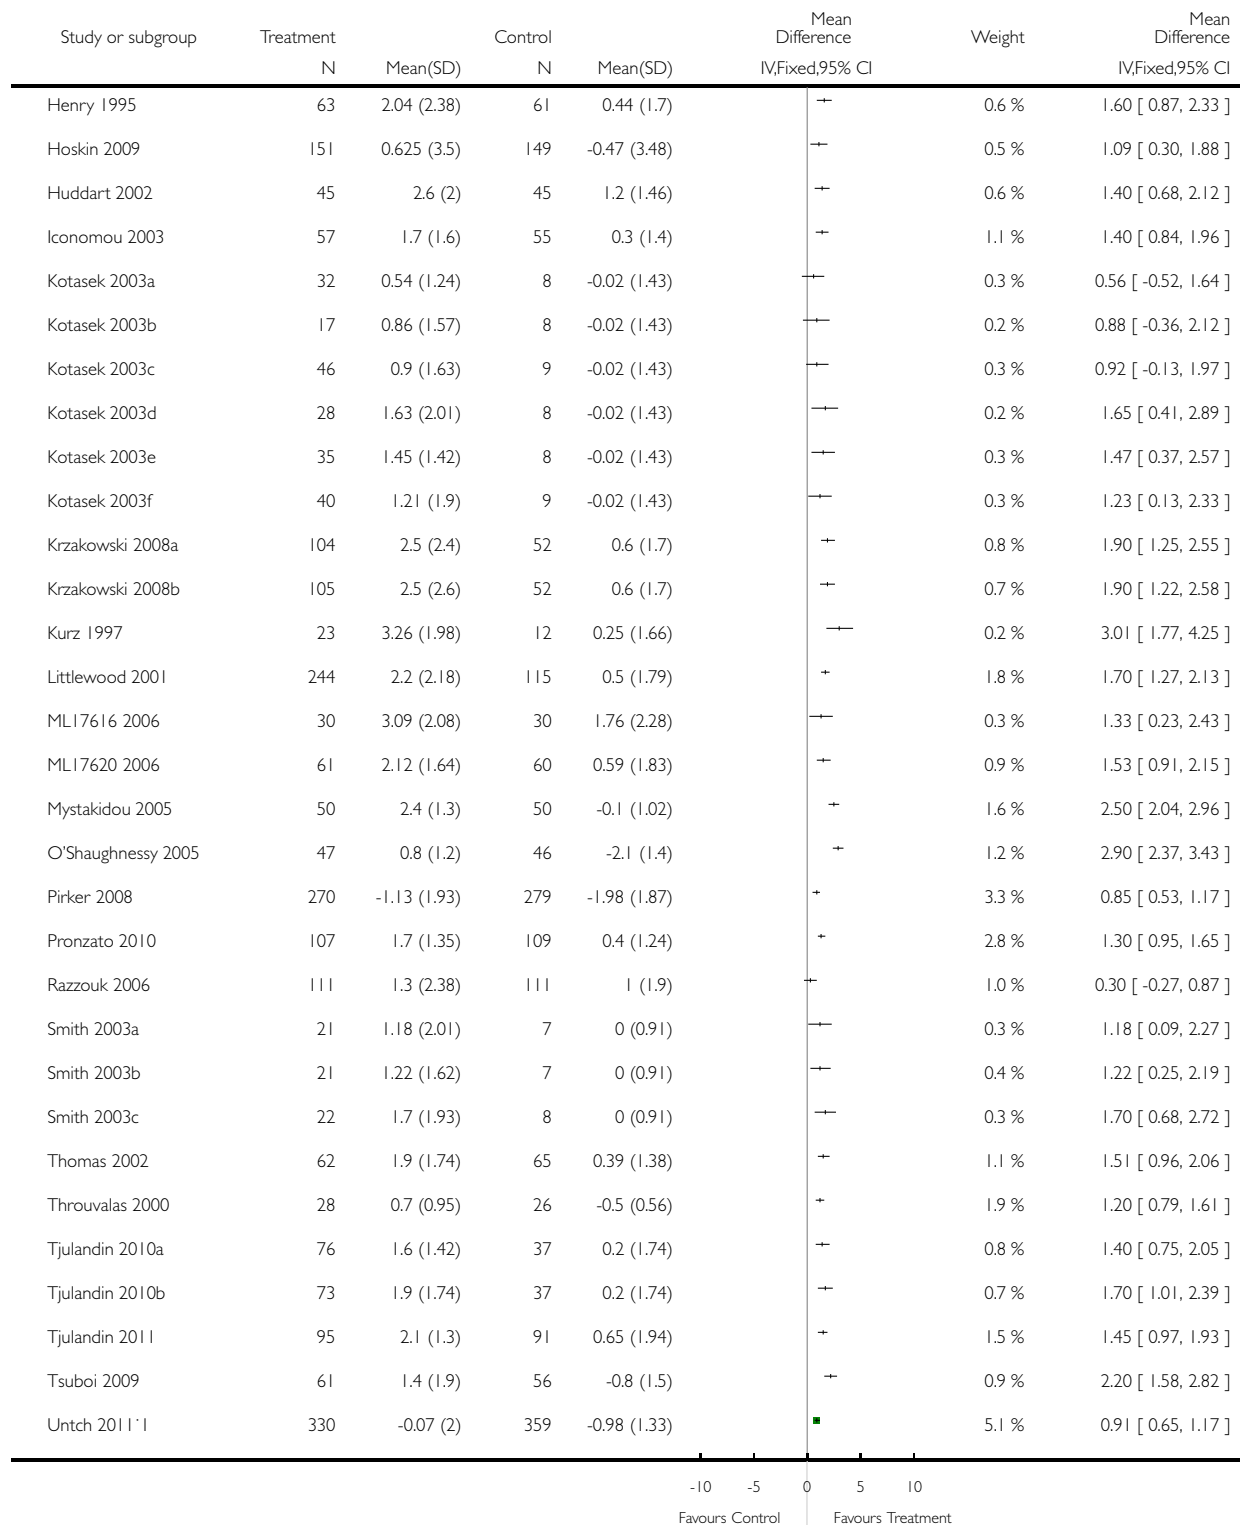 Mean Mean
Study or subgroup Treatment Control Difference Weight Difference
N Mean(SD) N Mean(SD) IV,Fixed,95% CI IV,Fixed,95% CI
Henry 1995 63 2.04 (2.38) 61 0.44 (1.7) 0.6 % 1.60 [ 0.87, 2.33 ]
Hoskin 2009 151 0.625 (3.5) 149 -0.47 (3.48) 0.5 % 1.09 [ 0.30, 1.88 ]
Huddart 2002 45 2.6 (2) 45 1.2 (1.46) 0.6 % 1.40 [ 0.68, 2.12 ]
Iconomou 2003 57 1.7 (1.6) 55 0.3 (1.4) 1.1 % 1.40 [ 0.84, 1.96 ]
Kotasek 2003a 32 0.54 (1.24) 8 -0.02 (1.43) 0.3 % 0.56 [ -0.52, 1.64 ]
Kotasek 2003b 17 0.86 (1.57) 8 -0.02 (1.43) 0.2 % 0.88 [ -0.36, 2.12 ]
Kotasek 2003c 46 0.9 (1.63) 9 -0.02 (1.43) 0.3 % 0.92 [ -0.13, 1.97 ]
Kotasek 2003d 28 1.63 (2.01) 8 -0.02 (1.43) 0.2 % 1.65 [ 0.41, 2.89 ]
Kotasek 2003e 35 1.45 (1.42) 8 -0.02 (1.43) 0.3 % 1.47 [ 0.37, 2.57 ]
Kotasek 2003f 40 1.21 (1.9) 9 -0.02 (1.43) 0.3 % 1.23 [ 0.13, 2.33 ]
Krzakowski 2008a 104 2.5 (2.4) 52 0.6 (1.7) 0.8 % 1.90 [ 1.25, 2.55 ]
Krzakowski 2008b 105 2.5 (2.6) 52 0.6 (1.7) 0.7 % 1.90 [ 1.22, 2.58 ]
Kurz 1997 23 3.26 (1.98) 12 0.25 (1.66) 0.2 % 3.01 [ 1.77, 4.25 ]
Littlewood 2001 244 2.2 (2.18) 115 0.5 (1.79) 1.8 % 1.70 [ 1.27, 2.13 ]
ML17616 2006 30 3.09 (2.08) 30 1.76 (2.28) 0.3 % 1.33 [ 0.23, 2.43 ]
ML17620 2006 61 2.12 (1.64) 60 0.59 (1.83) 0.9 % 1.53 [ 0.91, 2.15 ]
Mystakidou 2005 50 2.4 (1.3) 50 -0.1 (1.02) 1.6 % 2.50 [ 2.04, 2.96 ]
O'Shaughnessy 2005 47 0.8 (1.2) 46 -2.1 (1.4) 1.2 % 2.90 [ 2.37, 3.43 ]
Pirker 2008 270 -1.13 (1.93) 279 -1.98 (1.87) 3.3 % 0.85 [ 0.53, 1.17 ]
Pronzato 2010 107 1.7 (1.35) 109 0.4 (1.24) 2.8 % 1.30 [ 0.95, 1.65 ]
Razzouk 2006 111 1.3 (2.38) 111 1 (1.9) 1.0 % 0.30 [ -0.27, 0.87 ]
Smith 2003a 21 1.18 (2.01) 7 0 (0.91) 0.3 % 1.18 [ 0.09, 2.27 ]
Smith 2003b 21 1.22 (1.62) 7 0 (0.91) 0.4 % 1.22 [ 0.25, 2.19 ]
Smith 2003c 22 1.7 (1.93) 8 0 (0.91) 0.3 % 1.70 [ 0.68, 2.72 ]
Thomas 2002 62 1.9 (1.74) 65 0.39 (1.38) 1.1 % 1.51 [ 0.96, 2.06 ]
Throuvalas 2000 28 0.7 (0.95) 26 -0.5 (0.56) 1.9 % 1.20 [ 0.79, 1.61 ]
Tjulandin 2010a 76 1.6 (1.42) 37 0.2 (1.74) 0.8 % 1.40 [ 0.75, 2.05 ]
Tjulandin 2010b 73 1.9 (1.74) 37 0.2 (1.74) 0.7 % 1.70 [ 1.01, 2.39 ]
Tjulandin 2011 95 2.1 (1.3) 91 0.65 (1.94) 1.5 % 1.45 [ 0.97, 1.93 ]
Tsuboi 2009 61 1.4 (1.9) 56 -0.8 (1.5) 0.9 % 2.20 [ 1.58, 2.82 ]
Untch 2011˙1 330 -0.07 (2) 359 -0.98 (1.33) 5.1 % 0.91 [ 0.65, 1.17 ]
-10 -5 0 5 10
Favours Control Favours Treatment